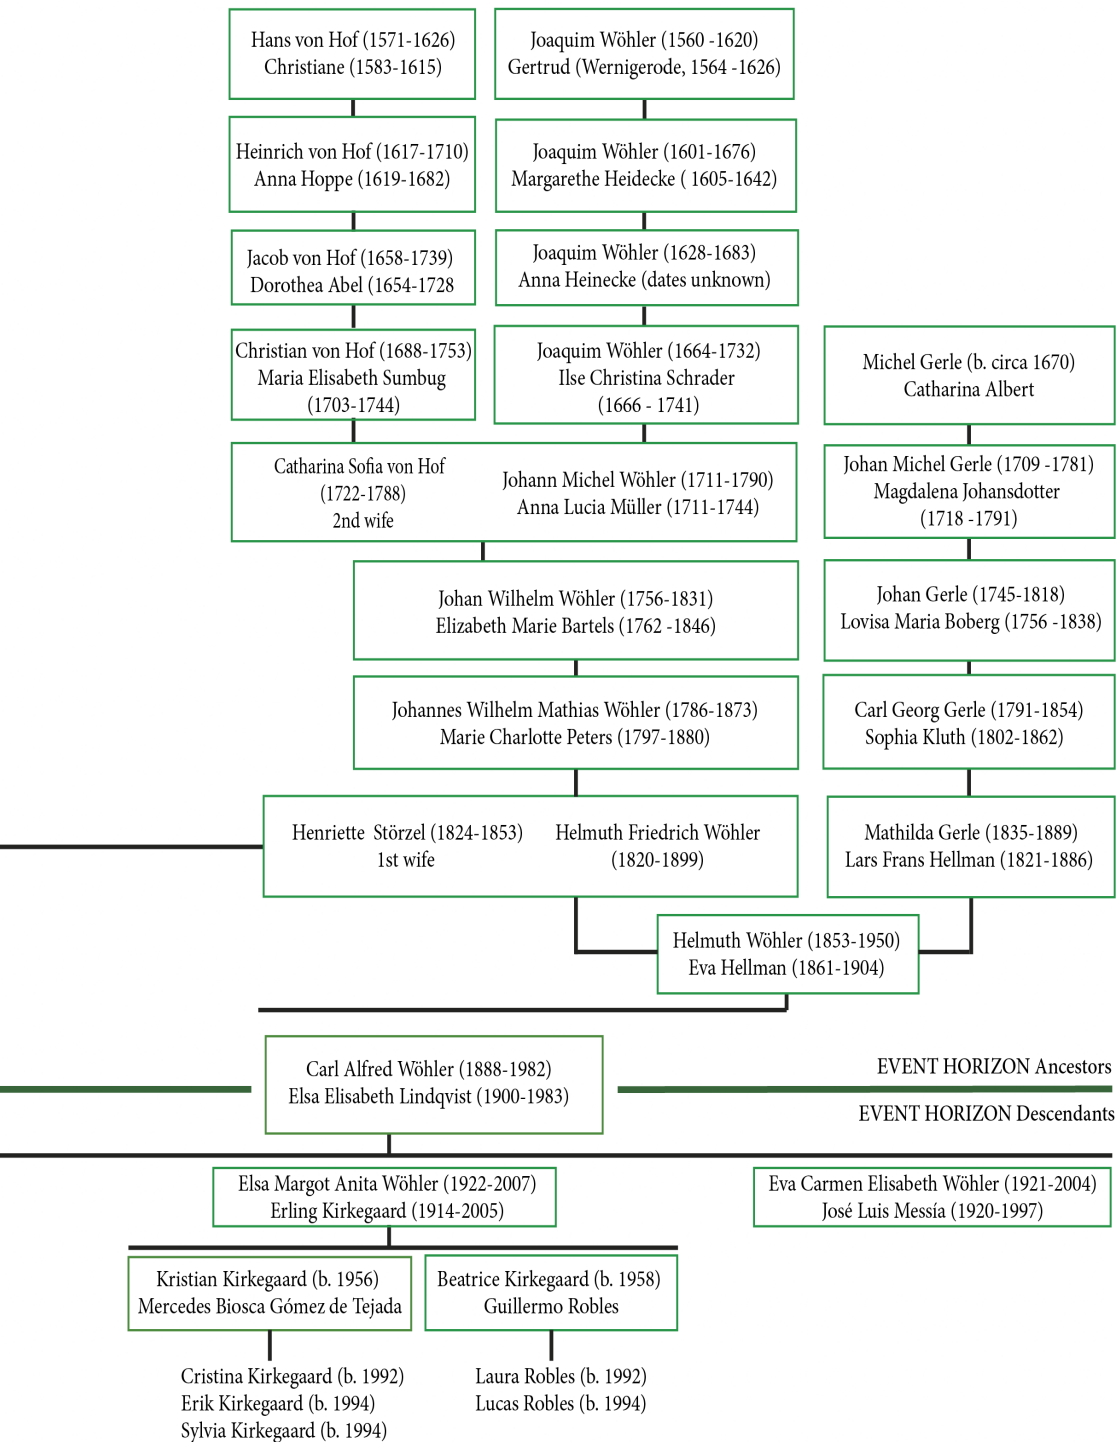 Hans von Hof (1571-1626)
Christiane (1583-1615)
Joaquim Wöhler (1560 -1620)
Gertrud (Wernigerode, 1564 -1626)
Heinrich von Hof (1617-1710)
Anna Hoppe (1619-1682)
Joaquim Wöhler (1601-1676)
Margarethe Heidecke ( 1605-1642)
Jacob von Hof (1658-1739)
Dorothea Abel (1654-1728
Joaquim Wöhler (1628-1683)
Anna Heinecke (dates unknown)
Christian von Hof (1688-1753)
Maria Elisabeth Sumbug
(1703-1744)
Joaquim Wöhler (1664-1732)
Ilse Christina Schrader
(1666 - 1741)
Michel Gerle (b. circa 1670)
Catharina Albert
Catharina Sofia von Hof
(1722-1788)
2nd wife
Johann Michel Wöhler (1711-1790)
Anna Lucia Müller (1711-1744)
Johan Michel Gerle (1709 -1781)
Magdalena Johansdotter
(1718 -1791)
Johan Wilhelm Wöhler (1756-1831)
Elizabeth Marie Bartels (1762 -1846)
Johan Gerle (1745-1818)
Lovisa Maria Boberg (1756 -1838)
Johannes Wilhelm Mathias Wöhler (1786-1873)
Marie Charlotte Peters (1797-1880)
Carl Georg Gerle (1791-1854)
Sophia Kluth (1802-1862)
Henriette  Störzel (1824-1853)
1st wife
Helmuth Friedrich Wöhler
(1820-1899)
Mathilda Gerle (1835-1889)
Lars Frans Hellman (1821-1886)
Helmuth Wöhler (1853-1950)
Eva Hellman (1861-1904)
Carl Alfred Wöhler (1888-1982)
Elsa Elisabeth Lindqvist (1900-1983)
EVENT HORIZON Ancestors
EVENT HORIZON Descendants
Elsa Margot Anita Wöhler (1922-2007)
Erling Kirkegaard (1914-2005)
Eva Carmen Elisabeth Wöhler (1921-2004)
José Luis Messía (1920-1997)
Kristian Kirkegaard (b. 1956)
Mercedes Biosca Gómez de Tejada
Beatrice Kirkegaard (b. 1958)
Guillermo Robles
Cristina Kirkegaard (b. 1992)
Erik Kirkegaard (b. 1994)
Sylvia Kirkegaard (b. 1994)
Laura Robles (b. 1992)
Lucas Robles (b. 1994)